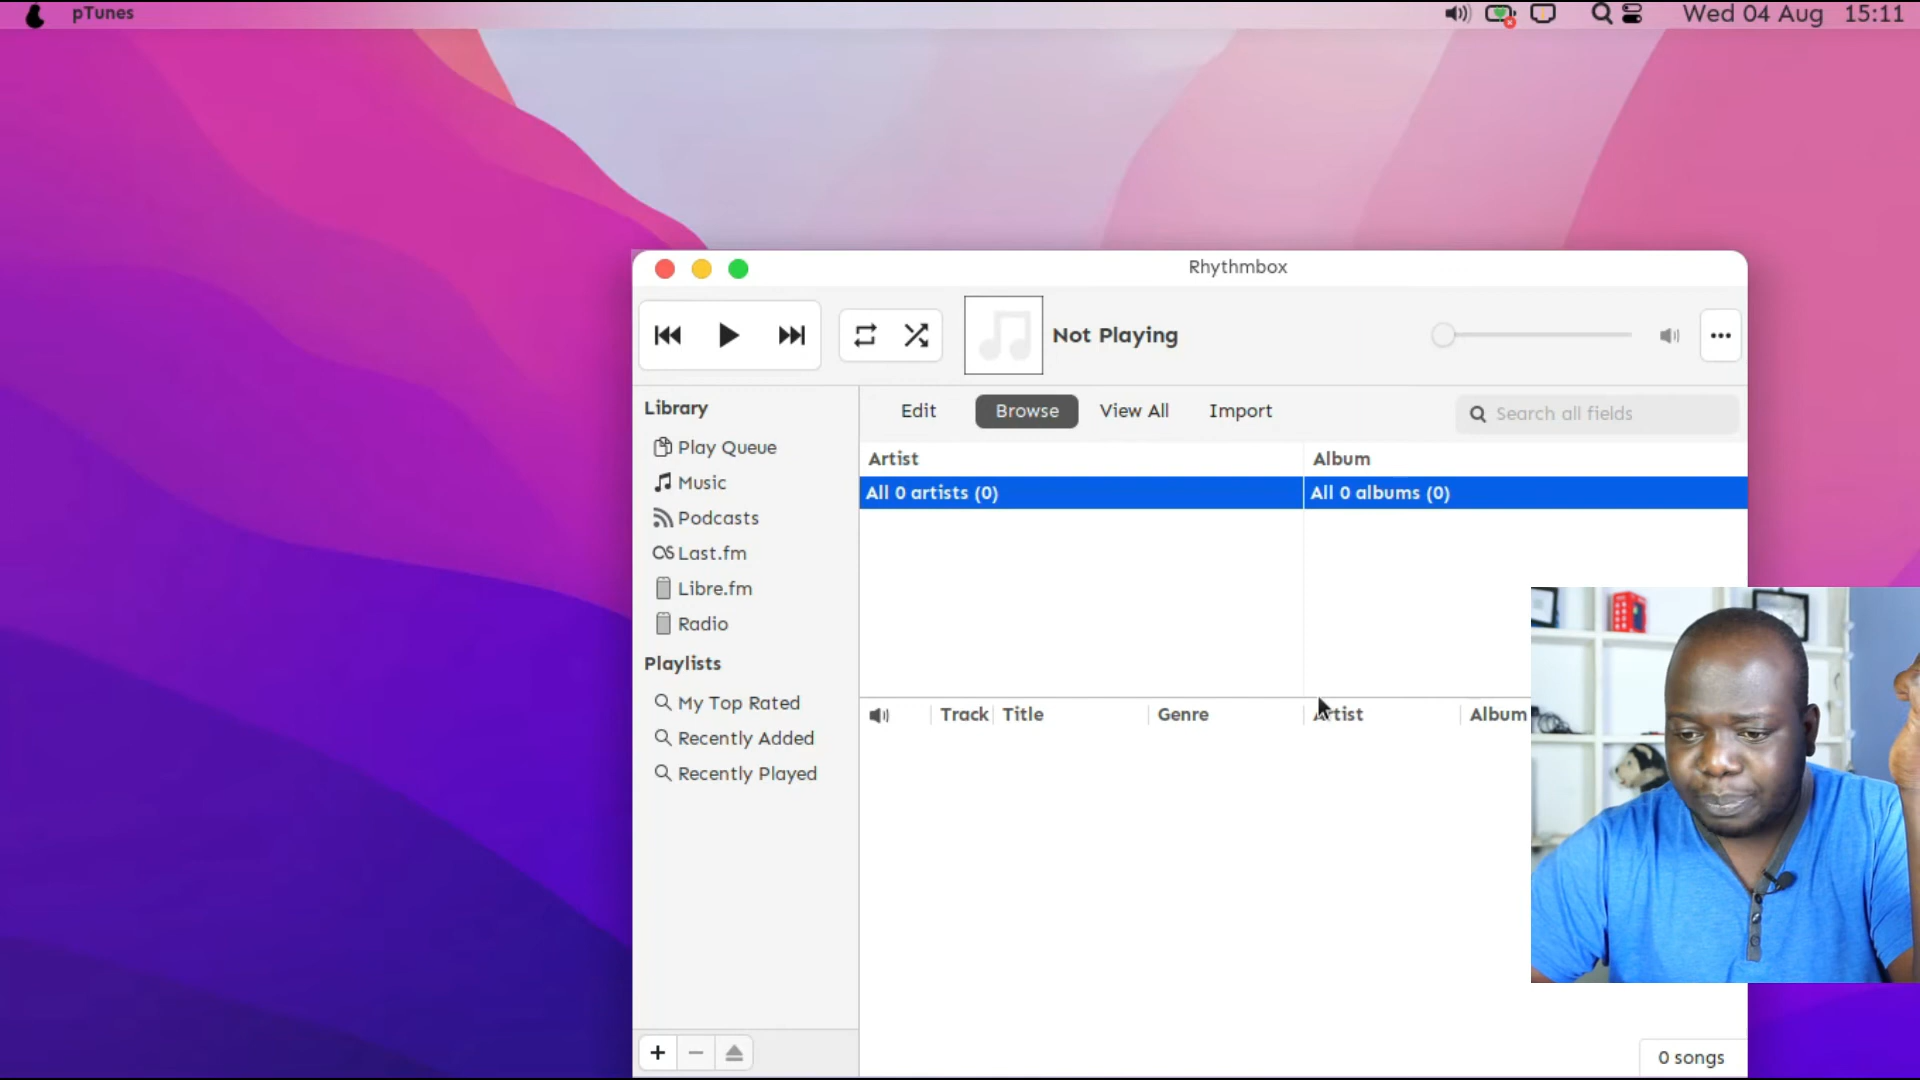 pTunes
Wed 04 Aug 15:11
Rhythmbox
Not Playing
Library
Play Queue
Music
Podcasts
Last.fm
Libre.fm
Radio
Playlists
My Top Rated
Recently Added
Recently Played
Edit Browse View All Import
Search all fields
Artist Album
All 0 artists (0) All 0 albums (0)
Track Title Genre Artist Album
0 songs